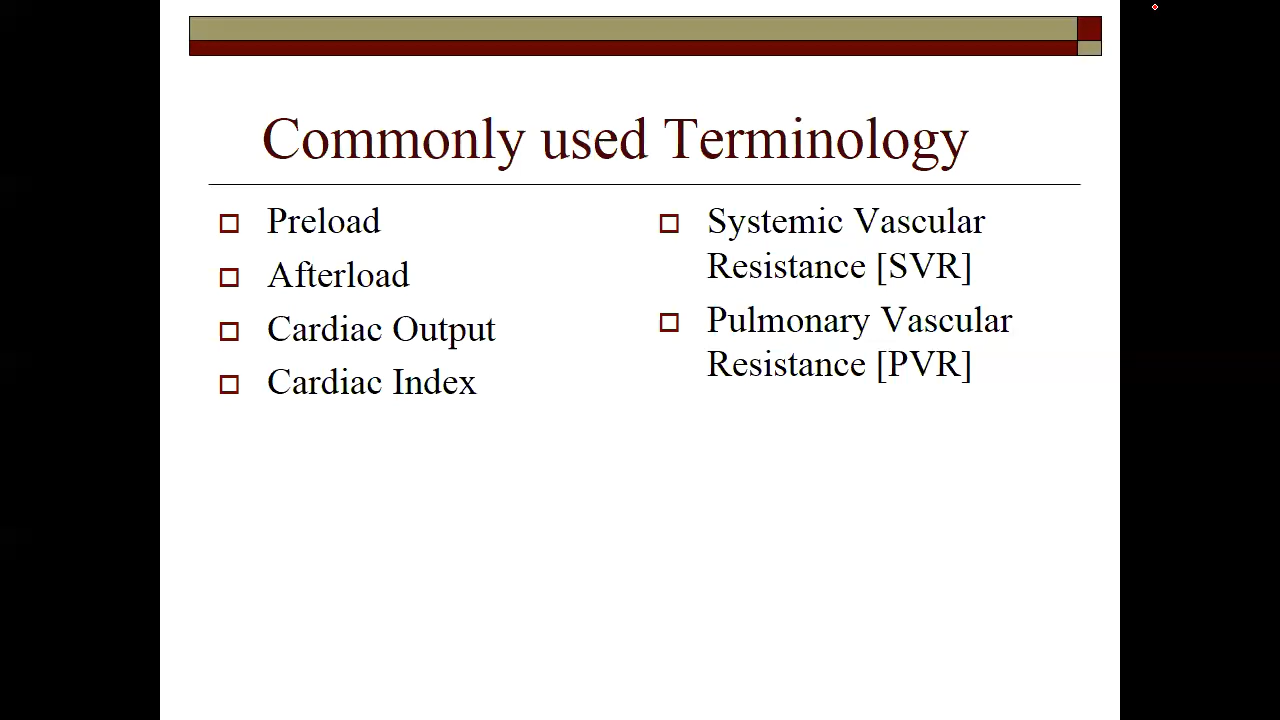 Commonly used Terminology
Preload
Afterload
Cardiac Output
Cardiac Index
Systemic Vascular
Resistance [SVR]
Pulmonary Vascular
Resistance [PVR]